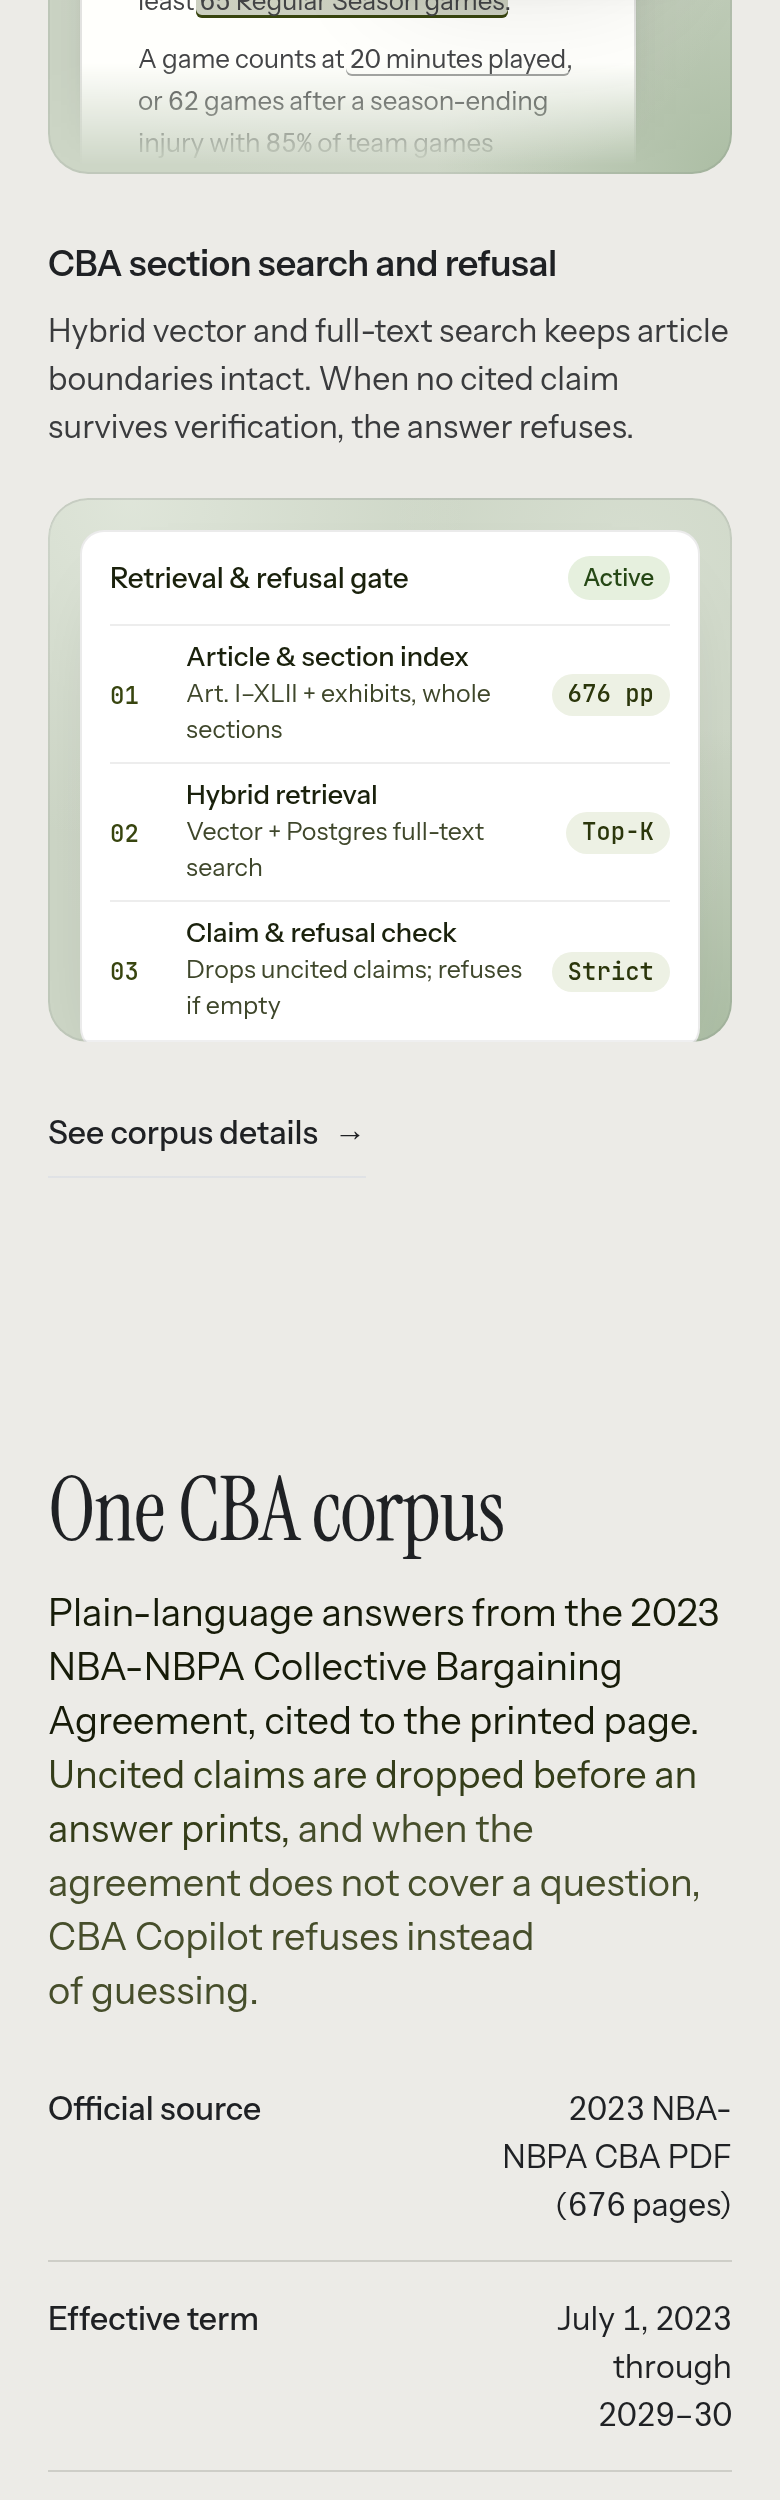 least 65 Regular Season games.
A game counts at 20 minutes played,
or 62 games after a season-ending
injury with 85% of team games
CBA section search and refusal
Hybrid vector and full-text search keeps article
boundaries intact. When no cited claim
survives verification, the answer refuses.
Retrieval & refusal gate
Active
01
Article & section index
Art. I–XLII + exhibits, whole
sections
676 pp
02
Hybrid retrieval
Vector + Postgres full-text
search
Top-K
03
Claim & refusal check
Drops uncited claims; refuses
if empty
Strict
See corpus details →
One CBA corpus
Plain-language answers from the 2023
NBA-NBPA Collective Bargaining
Agreement, cited to the printed page.
Uncited claims are dropped before an
answer prints, and when the
agreement does not cover a question,
CBA Copilot refuses instead
of guessing.
Official source
2023 NBA-
NBPA CBA PDF
(676 pages)
Effective term
July 1, 2023
through
2029–30